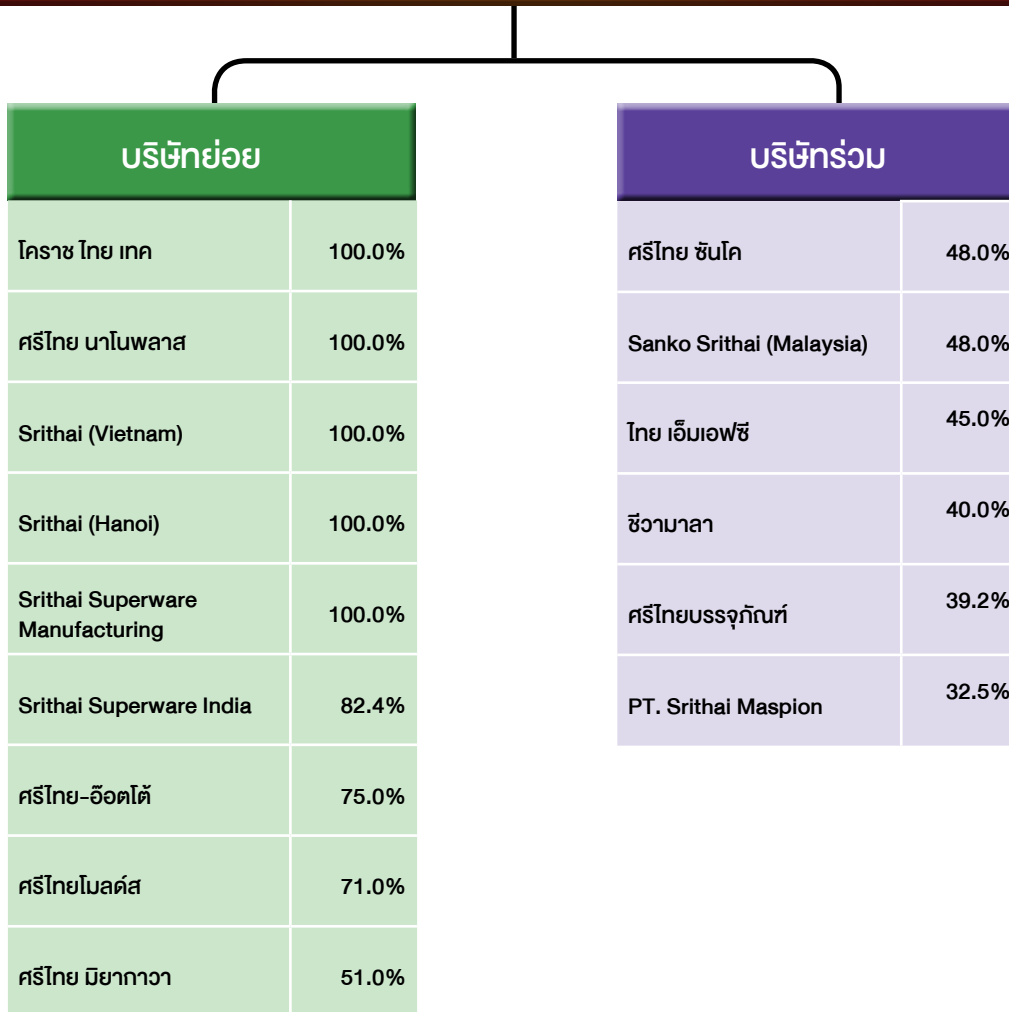 บริษัทย่อย
โคราช ไทย เทค 100.0%
ศรีไทย นาโนพลาส 100.0%
Srithai (Vietnam) 100.0%
Srithai (Hanoi) 100.0%
Srithai Superware
Manufacturing 100.0%
Srithai Superware India 82.4%
ศรีไทย-อ๊อตโต้ 75.0%
ศรีไทยโมลด์ส 71.0%
ศรีไทย มิยากาวา 51.0%
บริษัทร่วม
ศรีไทย ซันโค 48.0%
Sanko Srithai (Malaysia) 48.0%
ไทย เอ็มเอฟซี 45.0%
ชีวามาลา 40.0%
ศรีไทยบรรจุภัณฑ์ 39.2%
PT. Srithai Maspion 32.5%